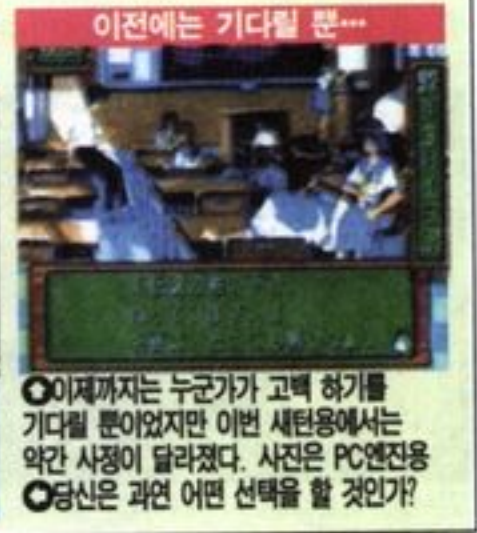 이전에는 기다릴 뿐…
이제까지는 누군가가 고백 하기를
기다릴 뿐이었지만 이번 새턴용에서는
약간 사정이 달라졌다. 사진은 PC엔진용
당신은 과연 어떤 선택을 할 것인가?